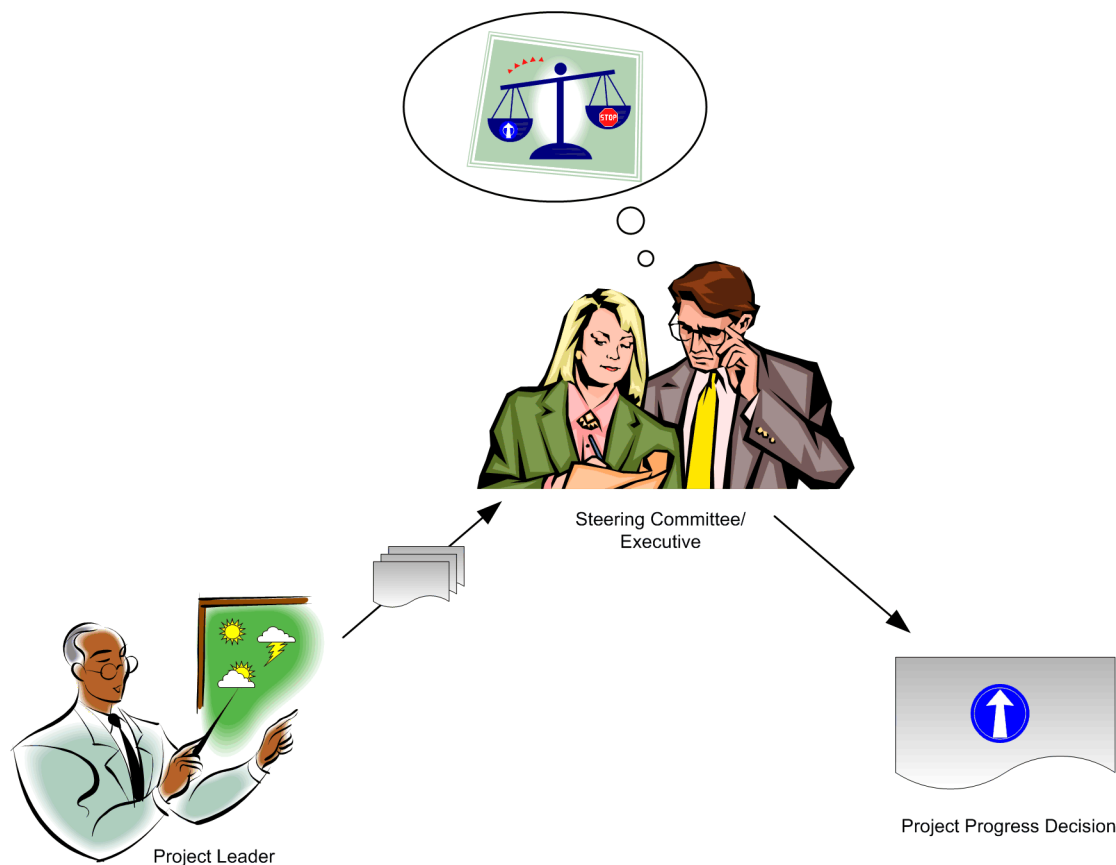 STOP
Steering Committee/
Executive
Project Leader
Project Progress Decision